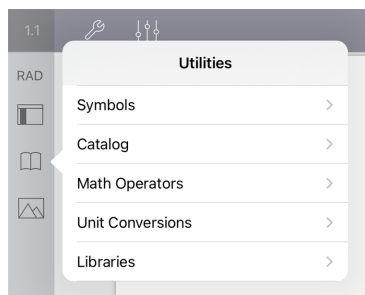 1.1
RAD
Utilities
Symbols
Catalog
Math Operators
Unit Conversions
Libraries